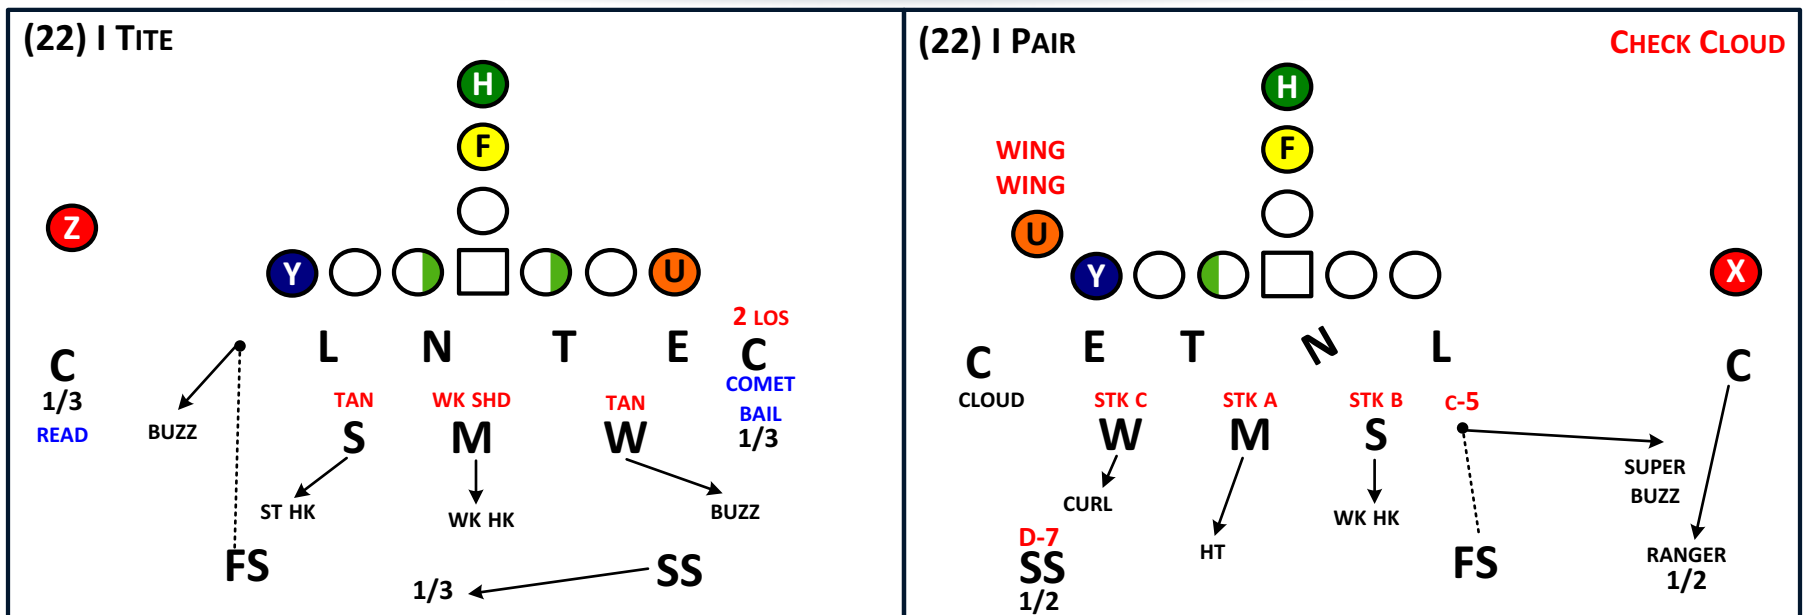 (22) I TITE
H
F
Z
Y
U
2 LOS
L
N
T
E
C
C
1/3
READ
COMET
BAIL
1/3
BUZZ
TAN
WK SHD
TAN
S
M
W
ST HK
WK HK
BUZZ
FS
1/3
SS
(22) I PAIR
CHECK CLOUD
H
F
WING
WING
U
Y
X
C
E
T
N
L
C
CLOUD
STK C
STK A
STK B
C-5
W
M
S
SUPER
BUZZ
CURL
HT
WK HK
D-7
SS
1/2
FS
RANGER
1/2